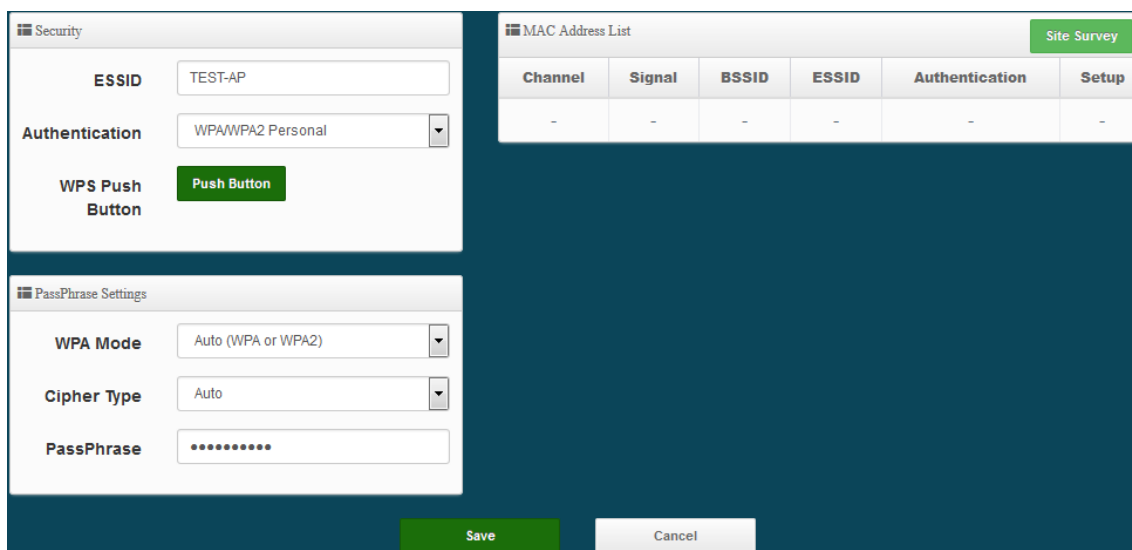 Security
ESSID TEST-AP
Authentication WPA/WPA2 Personal
WPS Push
Button
Push Button
MAC Address List Site Survey
Channel Signal BSSID ESSID Authentication Setup
- - - - - -
PassPhrase Settings
WPA Mode Auto (WPA or WPA2)
Cipher Type Auto
PassPhrase ••••••••••
Save Cancel